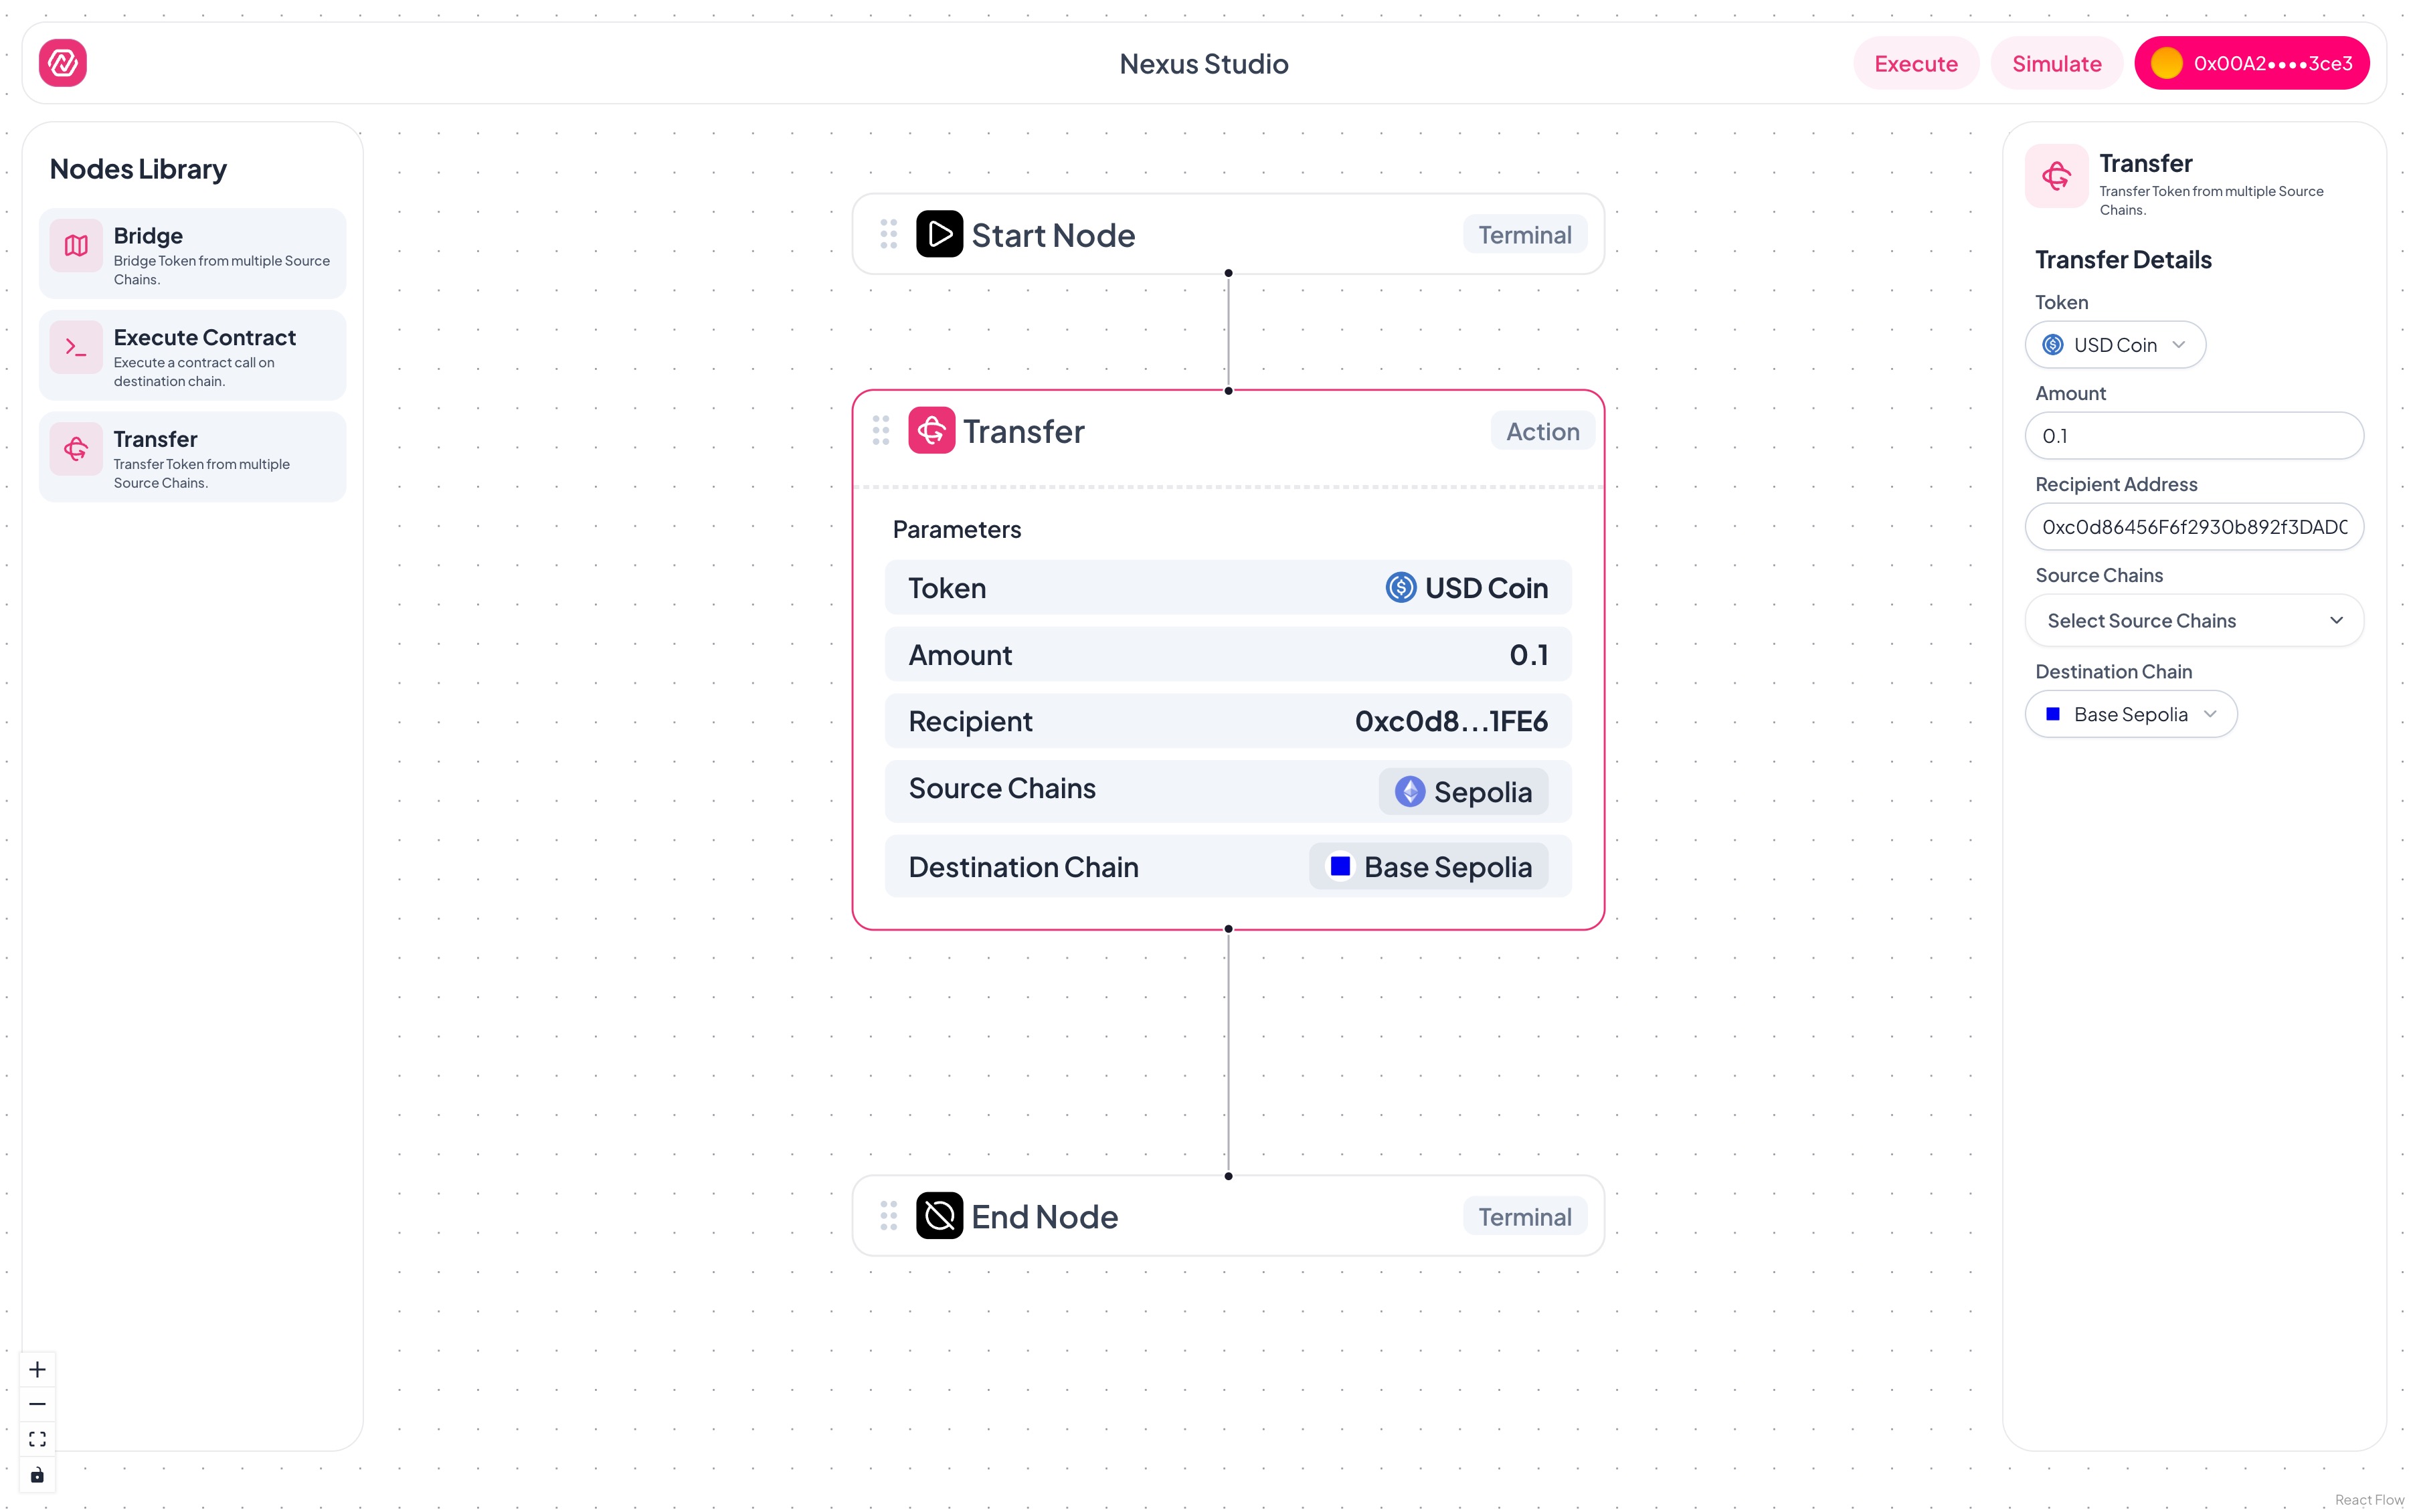 Nexus Studio
Execute
Simulate
0x00A2••••3ce3
Nodes Library
Bridge
Bridge Token from multiple Source
Chains.
Execute Contract
Execute a contract call on
destination chain.
Transfer
Transfer Token from multiple
Source Chains.
Start Node
Terminal
Transfer
Action
Parameters
Token
USD Coin
Amount
0.1
Recipient
0xc0d8...1FE6
Source Chains
Sepolia
Destination Chain
Base Sepolia
End Node
Terminal
Transfer
Transfer Token from multiple Source
Chains.
Transfer Details
Token
USD Coin
Amount
0.1
Recipient Address
0xc0d86456F6f2930b892f3DAD
Source Chains
Select Source Chains
Destination Chain
Base Sepolia
React Flow